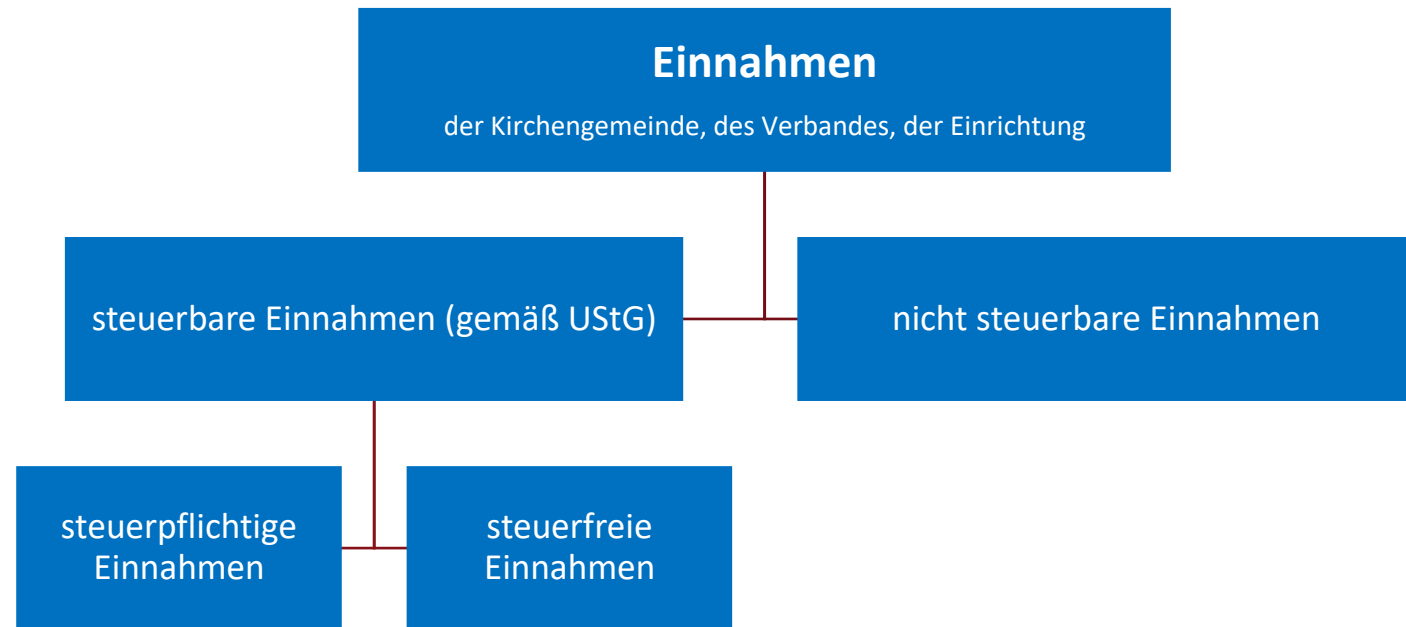 Einnahmen
der Kirchengemeinde, des Verbandes, der Einrichtung
steuerbare Einnahmen (gemäß UStG)
nicht steuerbare Einnahmen
steuerpflichtige
Einnahmen
steuerfreie
Einnahmen